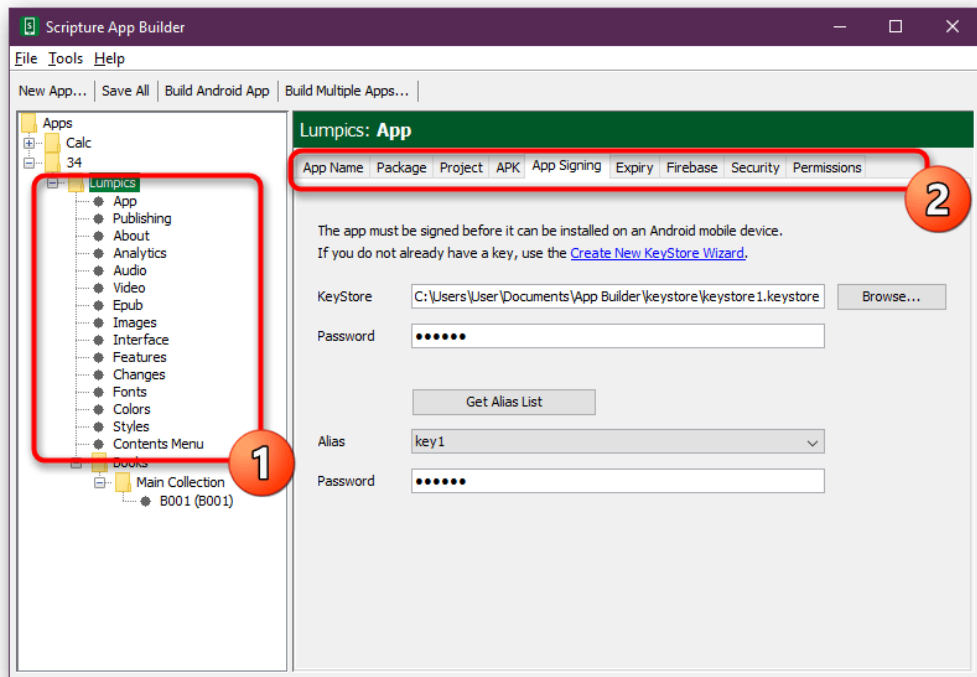 Scripture App Builder
File Tools Help
New App... Save All Build Android App Build Multiple Apps...
Apps
Calc
34
Lumpics
App
Publishing
About
Analytics
Audio
Video
Epub
Images
Interface
Features
Changes
Fonts
Colors
Styles
Contents Menu
Books
Main Collection
B001 (B001)
1
Lumpics: App
App Name Package Project APK App Signing Expiry Firebase Security Permissions
2
The app must be signed before it can be installed on an Android mobile device.
If you do not already have a key, use the Create New KeyStore Wizard.
KeyStore C:\Users\User\Documents\App Builder\keystore\keystore1.keystore Browse...
Password ●●●●●●
Get Alias List
Alias key1
Password ●●●●●●